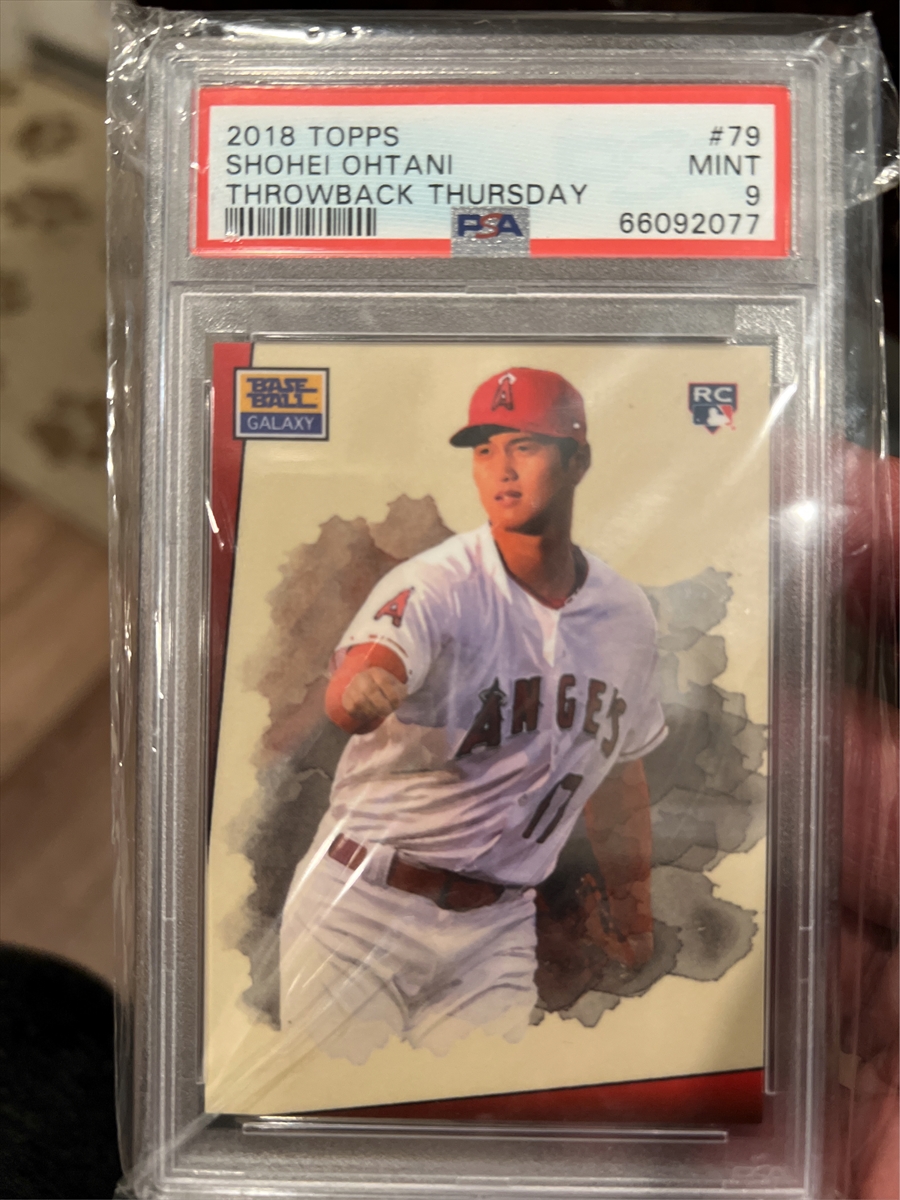 2018 TOPPS #79
SHOHEI OHTANI MINT
THROWBACK THURSDAY 9
PSA 66092077
BASE
BALL
GALAXY
RC
A
A
ANGELS
17